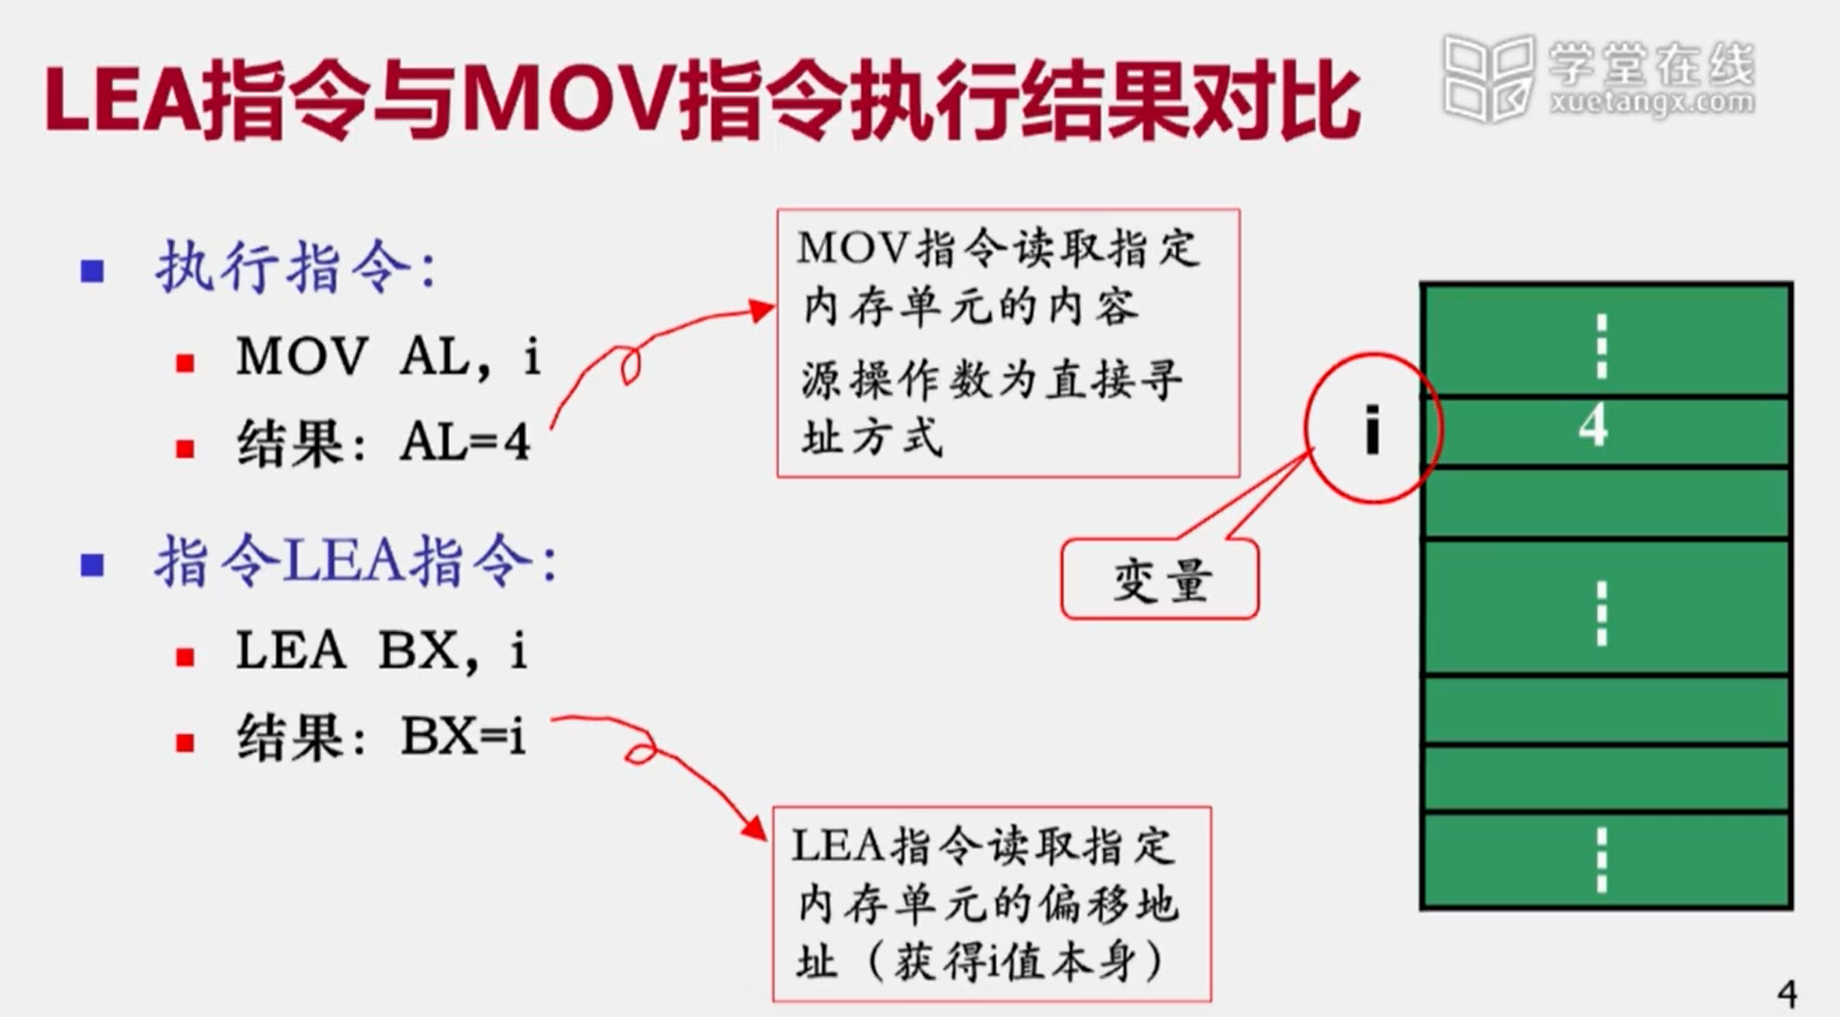 LEA指令与MOV指令执行结果对比
学堂在线
xuetangx.com
执行指令：
MOV AL，i
结果：AL=4
MOV指令读取指定
内存单元的内容
源操作数为直接寻
址方式
i
4
变量
指令LEA指令：
LEA BX，i
结果：BX=i
LEA指令读取指定
内存单元的偏移地
址（获得i值本身）
4